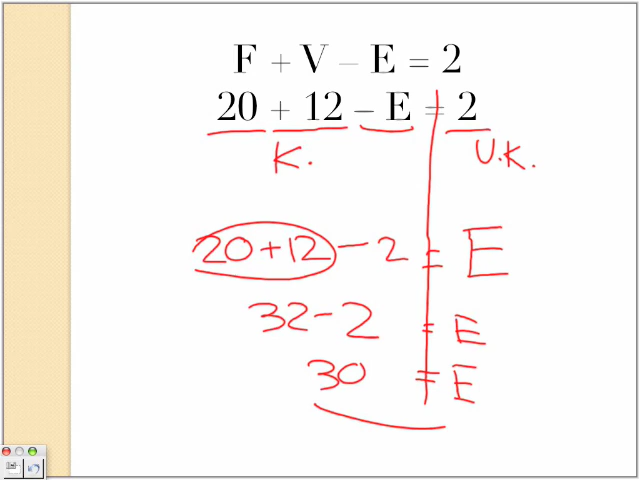 F + V – E = 2
20 + 12 – E = 2
K. U.K.
20+12 – 2 = E
32 – 2 = E
30 = E